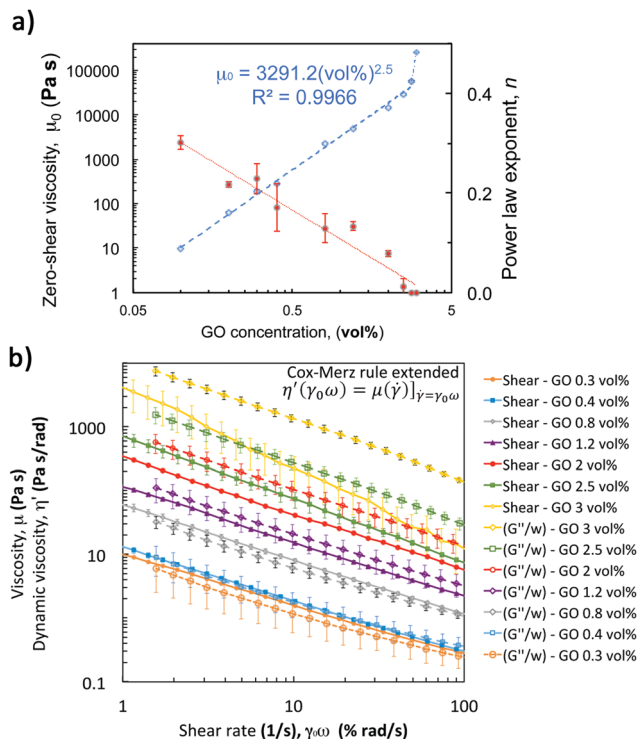 a)
Zero-shear viscosity, μ0 (Pa s)
100000
10000
1000
100
10
1
μ0 = 3291.2(vol%)^2.5
R² = 0.9966
0.4
0.2
0.0
Power law exponent, n
0.05
0.5
5
GO concentration, (vol%)
b)
Viscosity, μ (Pa s)
Dynamic viscosity, η' (Pa s/rad)
1000
10
0.1
Cox-Merz rule extended
η′(γ0ω) = μ(γ̇)]γ̇=γ0ω
1
10
100
Shear rate (1/s), γ0ω (% rad/s)
Shear - GO 0.3 vol%
Shear - GO 0.4 vol%
Shear - GO 0.8 vol%
Shear - GO 1.2 vol%
Shear - GO 2 vol%
Shear - GO 2.5 vol%
Shear - GO 3 vol%
(G"/w) - GO 3 vol%
(G"/w) - GO 2.5 vol%
(G"/w) - GO 2 vol%
(G"/w) - GO 1.2 vol%
(G"/w) - GO 0.8 vol%
(G"/w) - GO 0.4 vol%
(G"/w) - GO 0.3 vol%